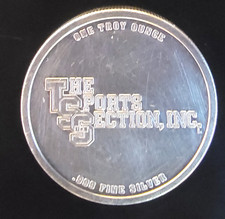 ONE TROY OUNCE
THE
SPORTS
SECTION, INC.
.999 FINE SILVER